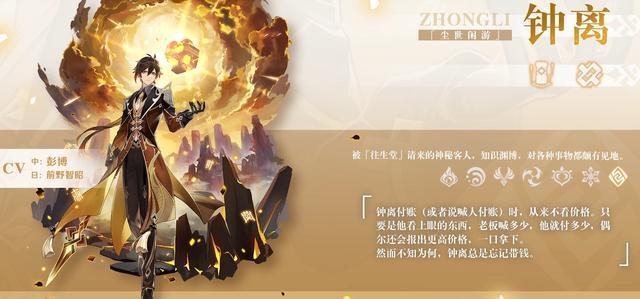 ZHONGLI
「尘世闲游」
钟离
CV
中：彭博
日：前野智昭
被「往生堂」请来的神秘客人，知识渊博，对各种事物都颇有见地。
「钟离付账（或者说喊人付账）时，从来不看价格。只
要是他看上眼的东西，老板喊多少，他就付多少，偶
尔还会报出更高价格，一口拿下。
然而不知为何，钟离总是忘记带钱。」